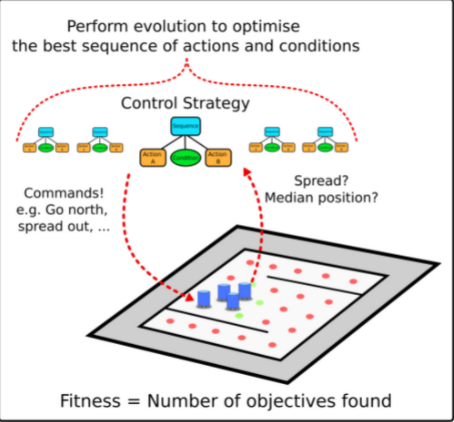 Perform evolution to optimise
the best sequence of actions and conditions
Control Strategy
Sequence
Action
A
Condition
Action
B
Commands!
e.g. Go north,
spread out, ...
Spread?
Median position?
Fitness = Number of objectives found